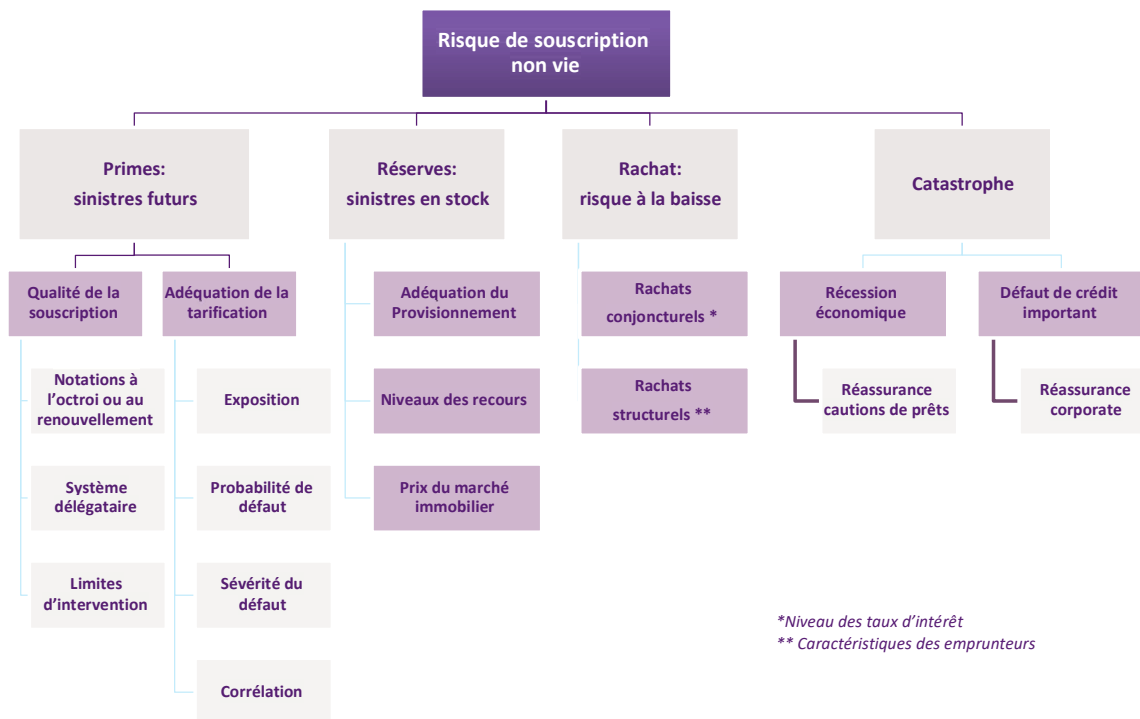 Risque de souscription
non vie
Primes:
sinistres futurs
Réserves:
sinistres en stock
Rachat:
risque à la baisse
Catastrophe
Qualité de la
souscription
Adéquation de la
tarification
Adéquation du
Provisionnement
Rachats
conjoncturels *
Récession
économique
Défaut de crédit
important
Notations à
l’octroi ou au
renouvellement
Exposition
Niveaux des recours
Rachats
structurels **
Réassurance
cautions de prêts
Réassurance
corporate
Système
délégataire
Probabilité de
défaut
Prix du marché
immobilier
Limites
d’intervention
Sévérité du
défaut
Corrélation
*Niveau des taux d’intérêt
** Caractéristiques des emprunteurs